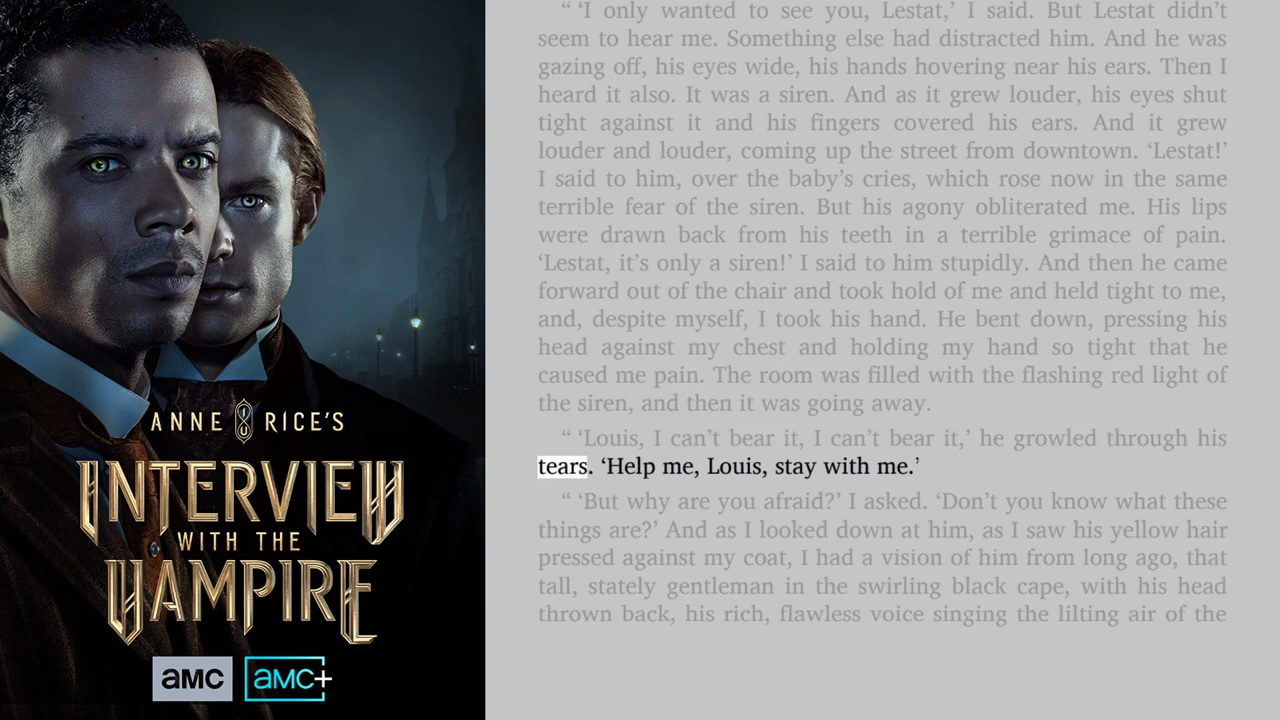 ANNE RICE'S
INTERVIEW
WITH THE
VAMPIRE
amc
amc+
“ ‘I only wanted to see you, Lestat,’ I said. But Lestat didn’t
seem to hear me. Something else had distracted him. And he was
gazing off, his eyes wide, his hands hovering near his ears. Then I
heard it also. It was a siren. And as it grew louder, his eyes shut
tight against it and his fingers covered his ears. And it grew
louder and louder, coming up the street from downtown. ‘Lestat!’
I said to him, over the baby’s cries, which rose now in the same
terrible fear of the siren. But his agony obliterated me. His lips
were drawn back from his teeth in a terrible grimace of pain.
‘Lestat, it’s only a siren!’ I said to him stupidly. And then he came
forward out of the chair and took hold of me and held tight to me,
and, despite myself, I took his hand. He bent down, pressing his
head against my chest and holding my hand so tight that he
caused me pain. The room was filled with the flashing red light of
the siren, and then it was going away.
“ ‘Louis, I can’t bear it, I can’t bear it,’ he growled through his
tears. ‘Help me, Louis, stay with me.’
“ ‘But why are you afraid?’ I asked. ‘Don’t you know what these
things are?’ And as I looked down at him, as I saw his yellow hair
pressed against my coat, I had a vision of him from long ago, that
tall, stately gentleman in the swirling black cape, with his head
thrown back, his rich, flawless voice singing the lilting air of the